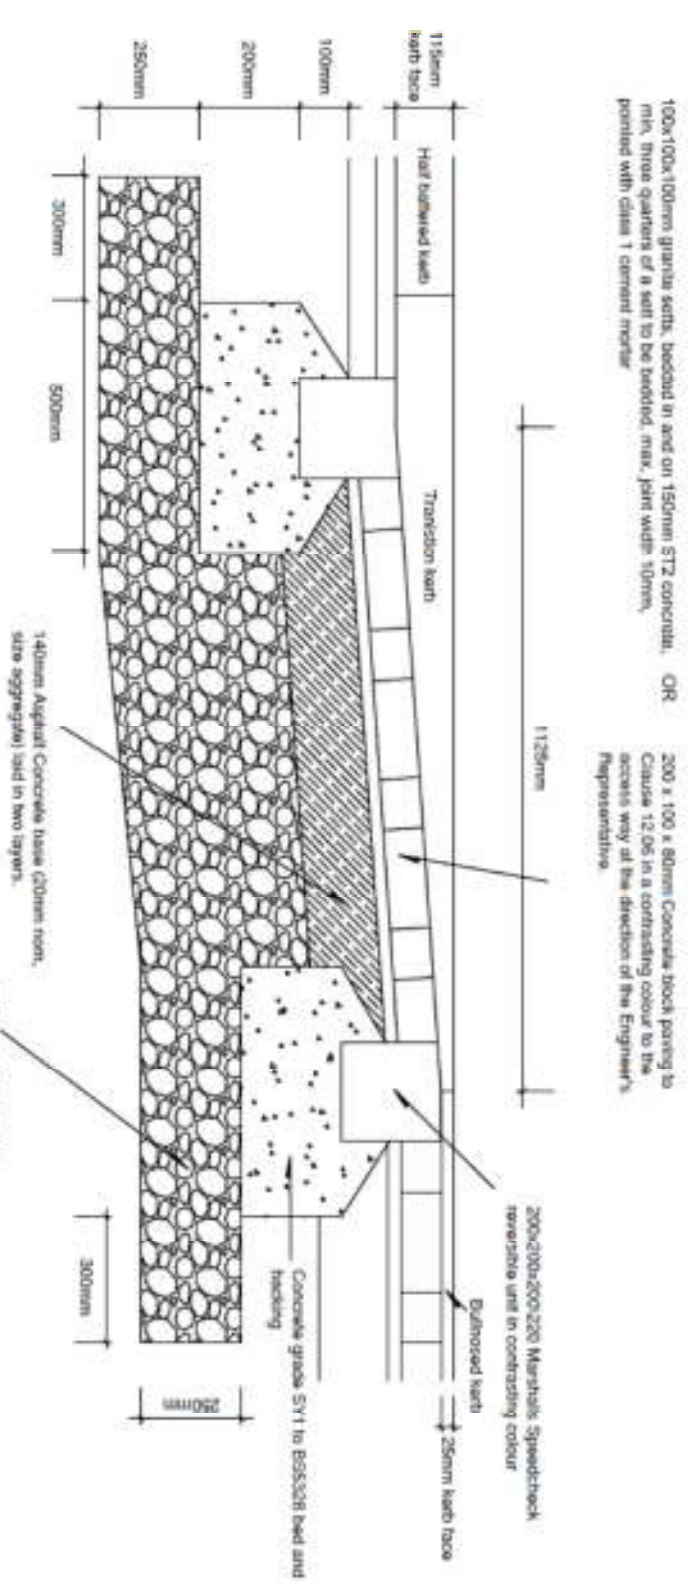 100x100x100mm granite setts, bedded in and on 150mm ST2 concrete, OR
min, three quarters of a sett to be bedded, max, joint width 10mm,
pointed with class 1 cement mortar
200 x 100 x 80mm Concrete block paving to
Clause 12.06 in a contrasting colour to the
access way at the direction of the Engineer's
Representative.
1125mm
115mm
kerb face
Half battered kerb
Transtion kerb
200x200x200\220 Marshalls Speedcheck
reversible unit in contrasting colour
Bullnosed kerb
25mm kerb face
100mm
200mm
250mm
300mm
500mm
Concrete grade SY1 to BS5328 bed and
backing
250mm
300mm
140mm Asphalt Concrete base (20mm nom,
size aggregate) laid in two layers.